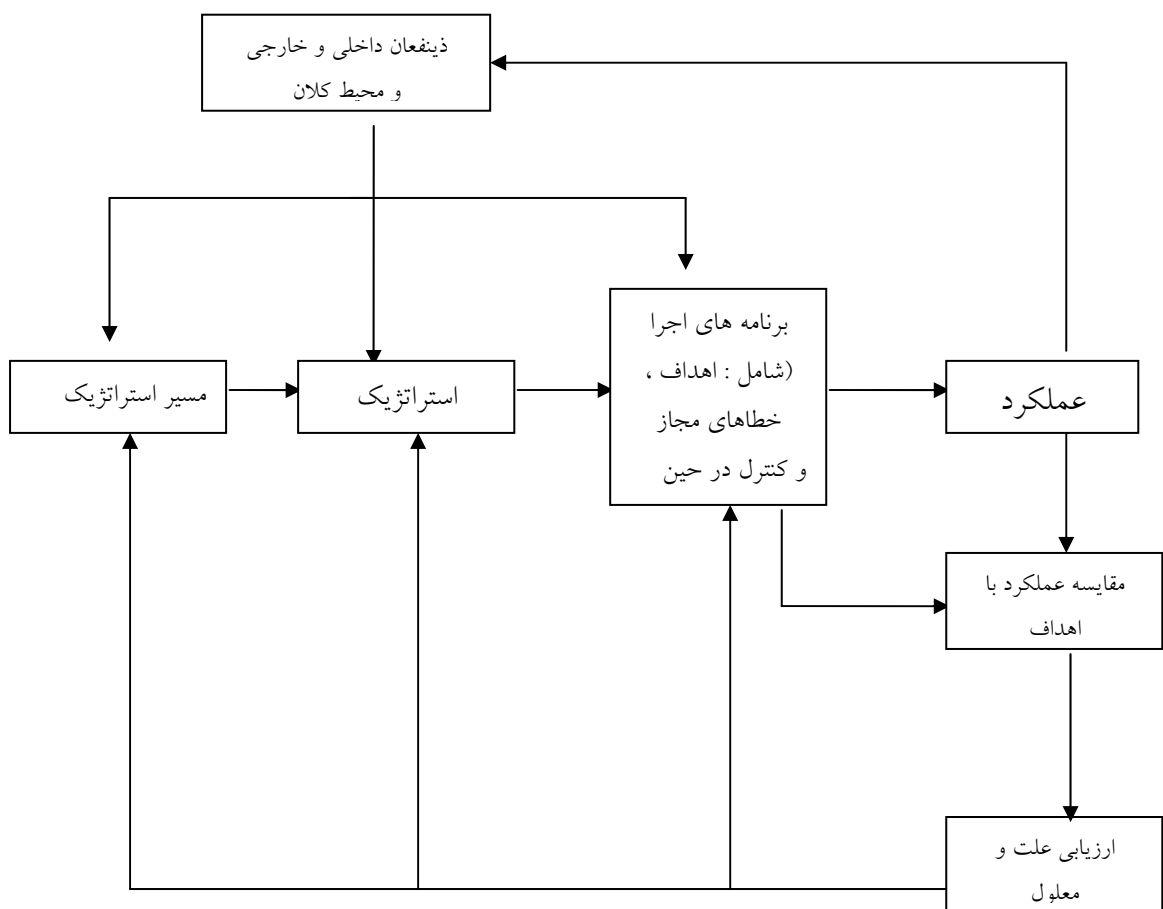 ذینفعان داخلی و خارجی
و محیط کلان
مسیر استراتژیک
استراتژیک
برنامه های اجرا
(شامل : اهداف ،
خطاهای مجاز
و کنترل در حین
عملکرد
مقایسه عملکرد با
اهداف
ارزیابی علت و
معلول